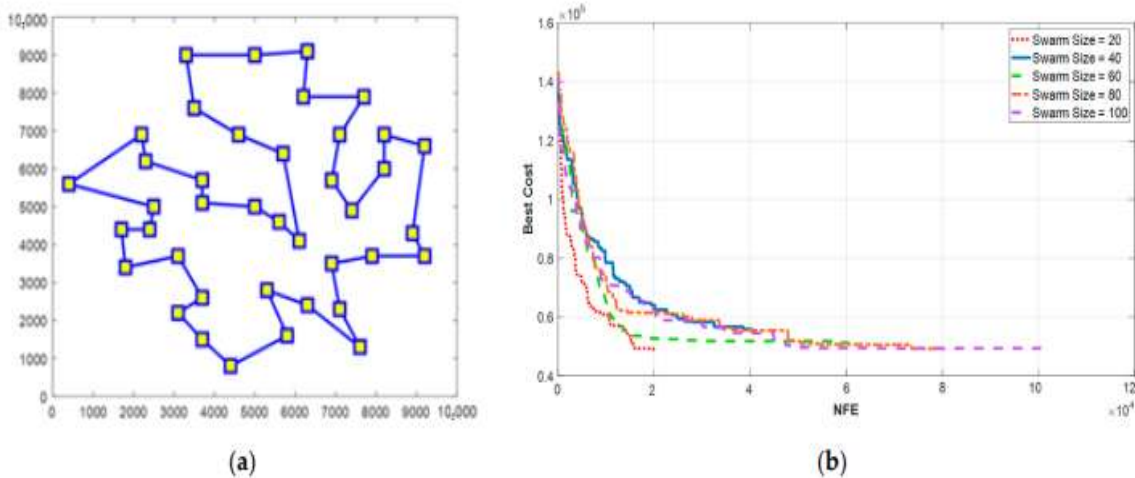 10,000
9000
8000
7000
6000
5000
4000
3000
2000
1000
0
0 1000 2000 3000 4000 5000 6000 7000 8000 9000 10,000
(a)
×10⁵
1.6
1.4
1.2
1
0.8
0.6
0.4
Best Cost
Swarm Size = 20
Swarm Size = 40
Swarm Size = 60
Swarm Size = 80
Swarm Size = 100
0 2 4 6 8 10 12
×10⁴
NFE
(b)